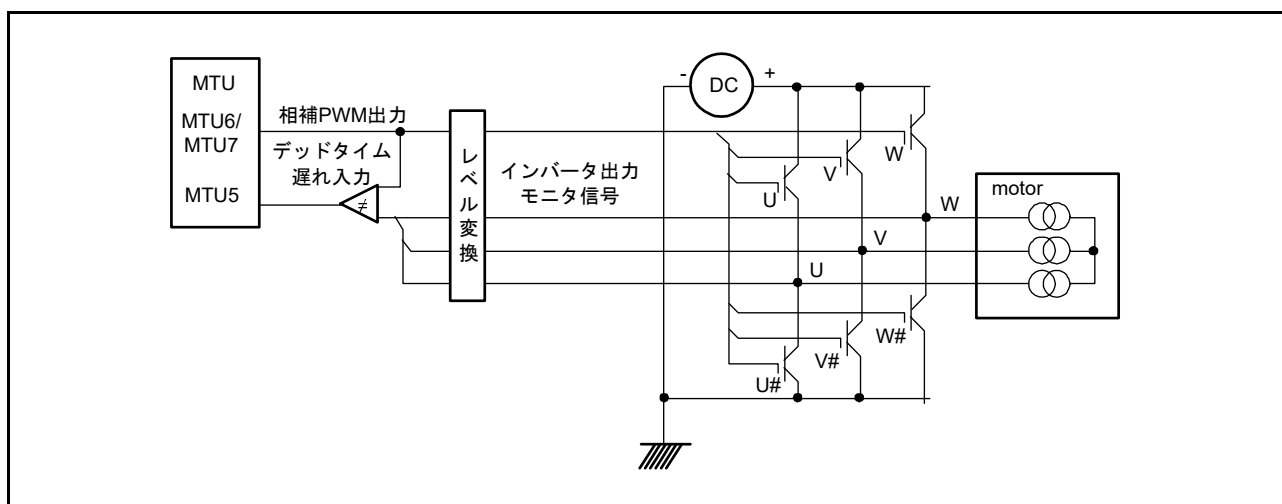 MTU
MTU6/
MTU7
MTU5
相補PWM出力
デッドタイム
遅れ入力
≠
レベル変換
インバータ出力
モニタ信号
- DC +
U
V
W
W
V
U
U#
V#
W#
motor